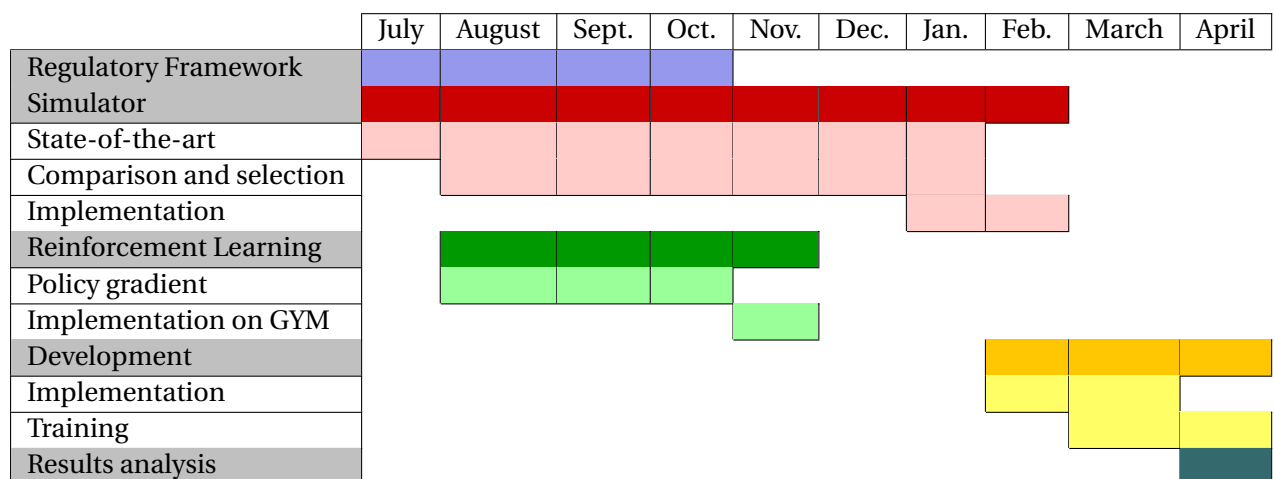 July August Sept. Oct. Nov. Dec. Jan. Feb. March April
Regulatory Framework
Simulator
State-of-the-art
Comparison and selection
Implementation
Reinforcement Learning
Policy gradient
Implementation on GYM
Development
Implementation
Training
Results analysis